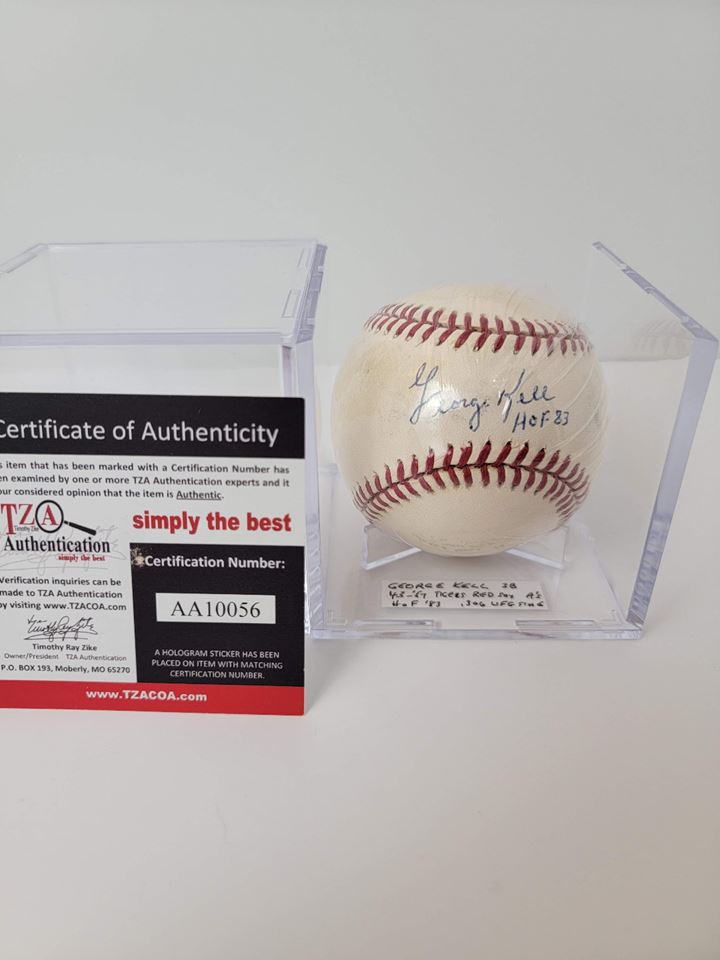 Certificate of Authenticity
s item that has been marked with a Certification Number has
en examined by one or more TZA Authentication experts and it
our considered opinion that the item is Authentic.
TZA
Timothy Zike
Authentication
simply the best
simply the best
Certification Number:
AA10056
Verification inquiries can be
made to TZA Authentication
by visiting www.TZACOA.com
Timothy Ray Zike
Owner/President TZA Authentication
P.O. BOX 193, Moberly, MO 65270
A HOLOGRAM STICKER HAS BEEN
PLACED ON ITEM WITH MATCHING
CERTIFICATION NUMBER.
www.TZACOA.com
George Kell
HOF 83
GEORGE KELL 3B
TIGERS RED SOX A'S
HOF '83 .306